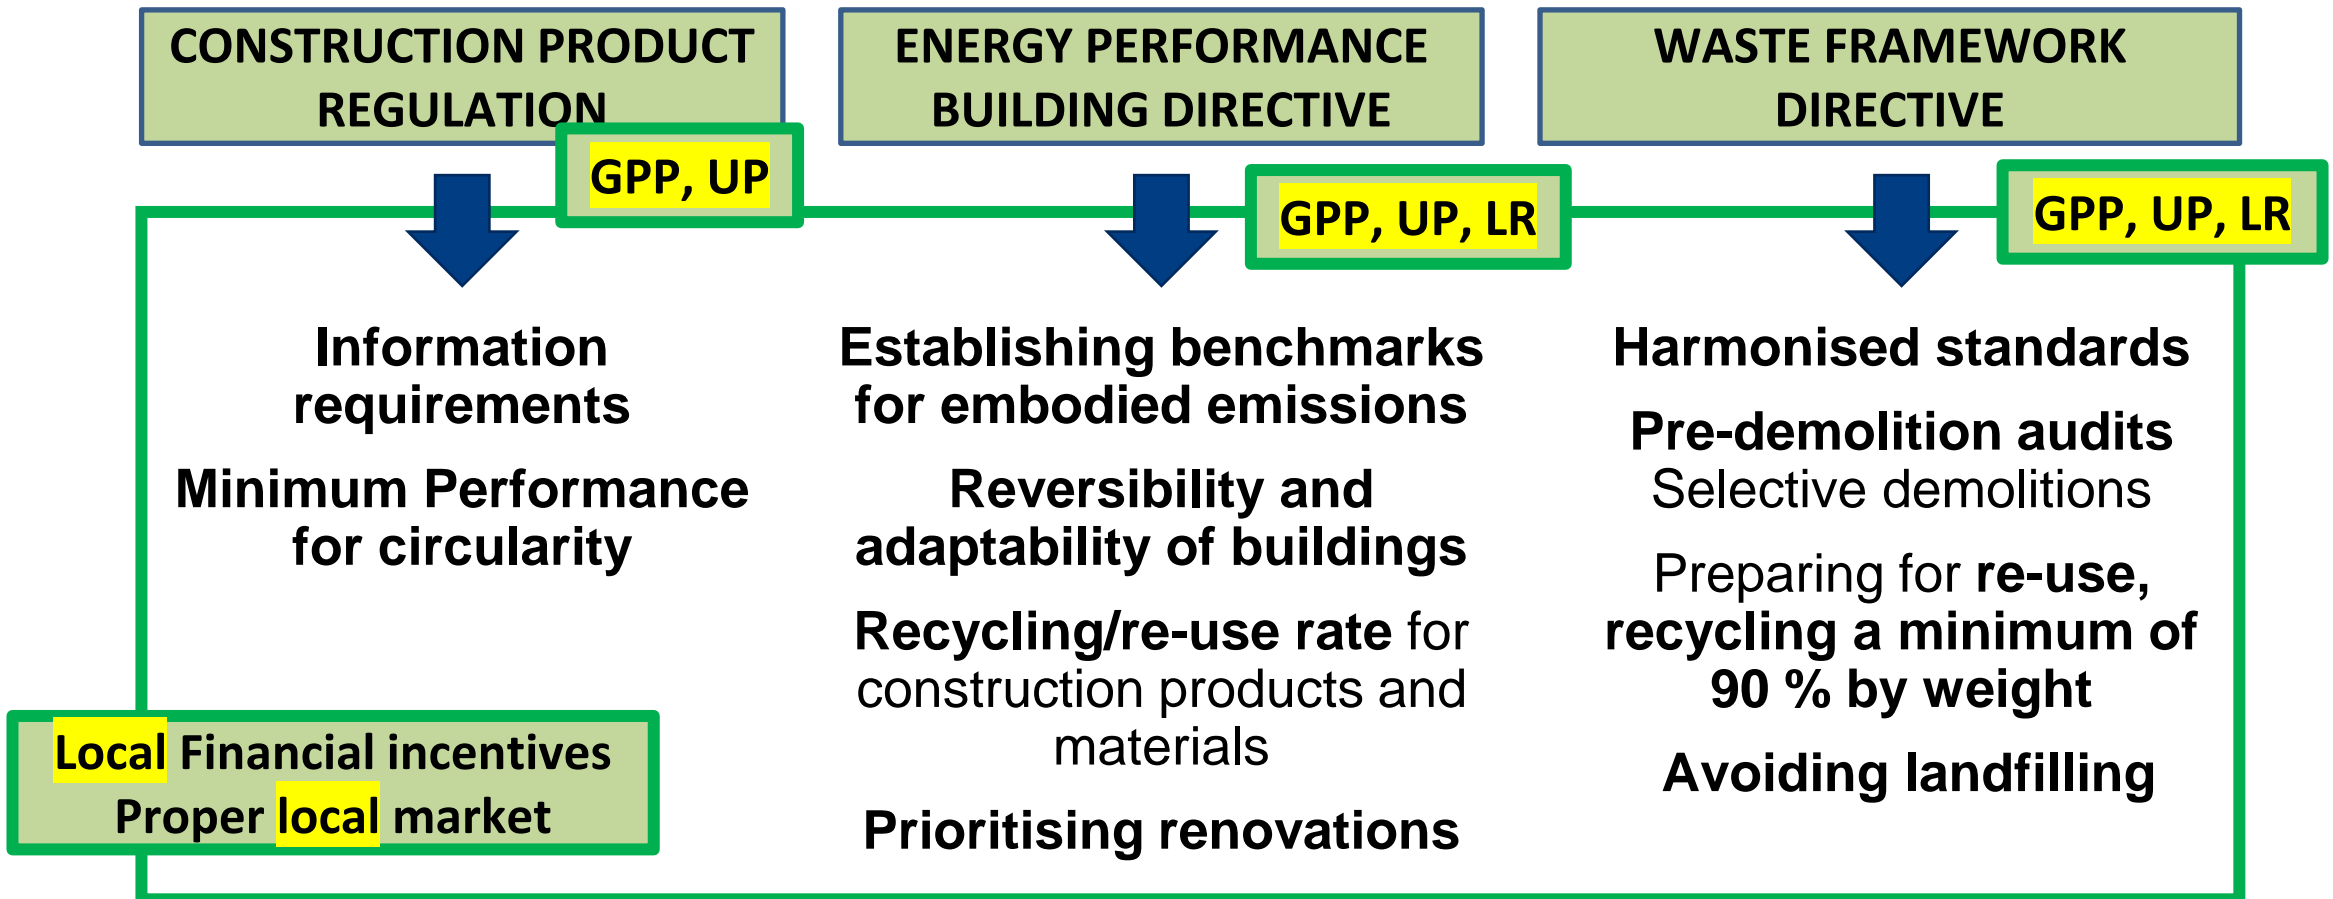 CONSTRUCTION PRODUCT
REGULATION
GPP, UP
Information
requirements
Minimum Performance
for circularity
Local Financial incentives
Proper local market
ENERGY PERFORMANCE
BUILDING DIRECTIVE
GPP, UP, LR
Establishing benchmarks
for embodied emissions
Reversibility and
adaptability of buildings
Recycling/re-use rate for
construction products and
materials
Prioritising renovations
WASTE FRAMEWORK
DIRECTIVE
GPP, UP, LR
Harmonised standards
Pre-demolition audits
Selective demolitions
Preparing for re-use,
recycling a minimum of
90 % by weight
Avoiding landfilling